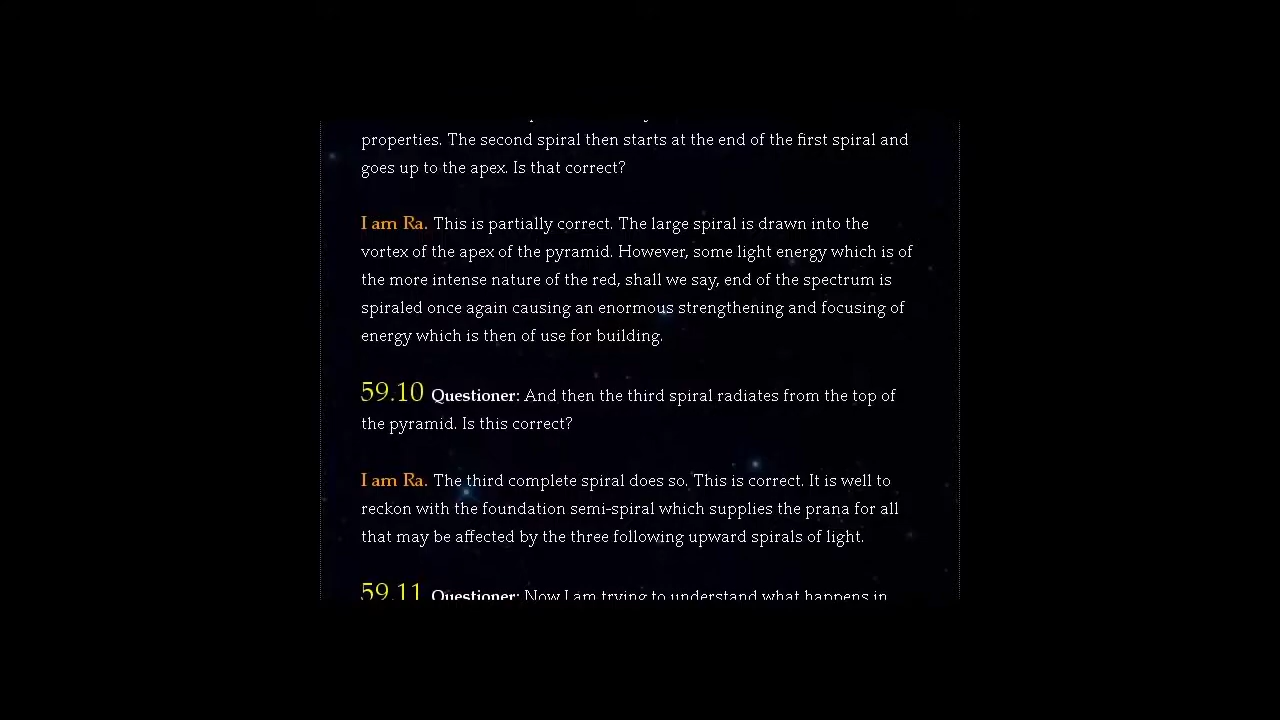 properties. The second spiral then starts at the end of the first spiral and
goes up to the apex. Is that correct?
I am Ra. This is partially correct. The large spiral is drawn into the
vortex of the apex of the pyramid. However, some light energy which is of
the more intense nature of the red, shall we say, end of the spectrum is
spiraled once again causing an enormous strengthening and focusing of
energy which is then of use for building.
59.10 Questioner: And then the third spiral radiates from the top of
the pyramid. Is this correct?
I am Ra. The third complete spiral does so. This is correct. It is well to
reckon with the foundation semi-spiral which supplies the prana for all
that may be affected by the three following upward spirals of light.
59.11 Questioner: Now I am trying to understand what happens in